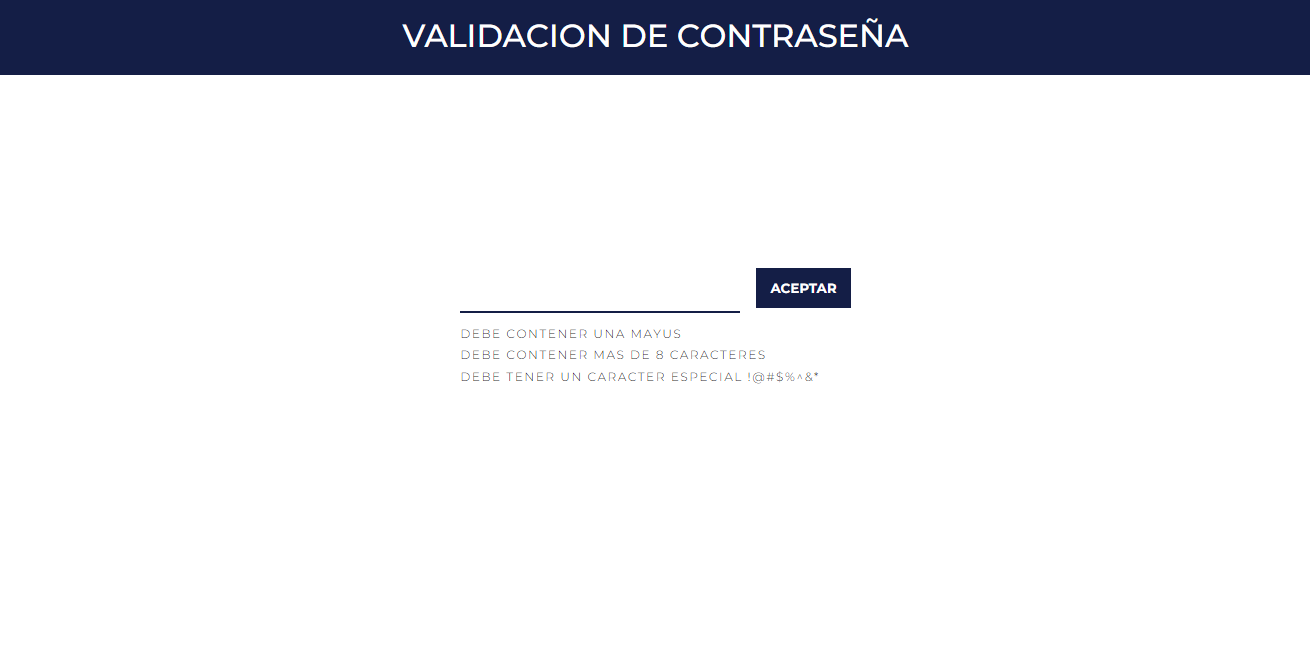 VALIDACION DE CONTRASEÑA
ACEPTAR
DEBE CONTENER UNA MAYUS
DEBE CONTENER MAS DE 8 CARACTERES
DEBE TENER UN CARACTER ESPECIAL !@#$%^&*